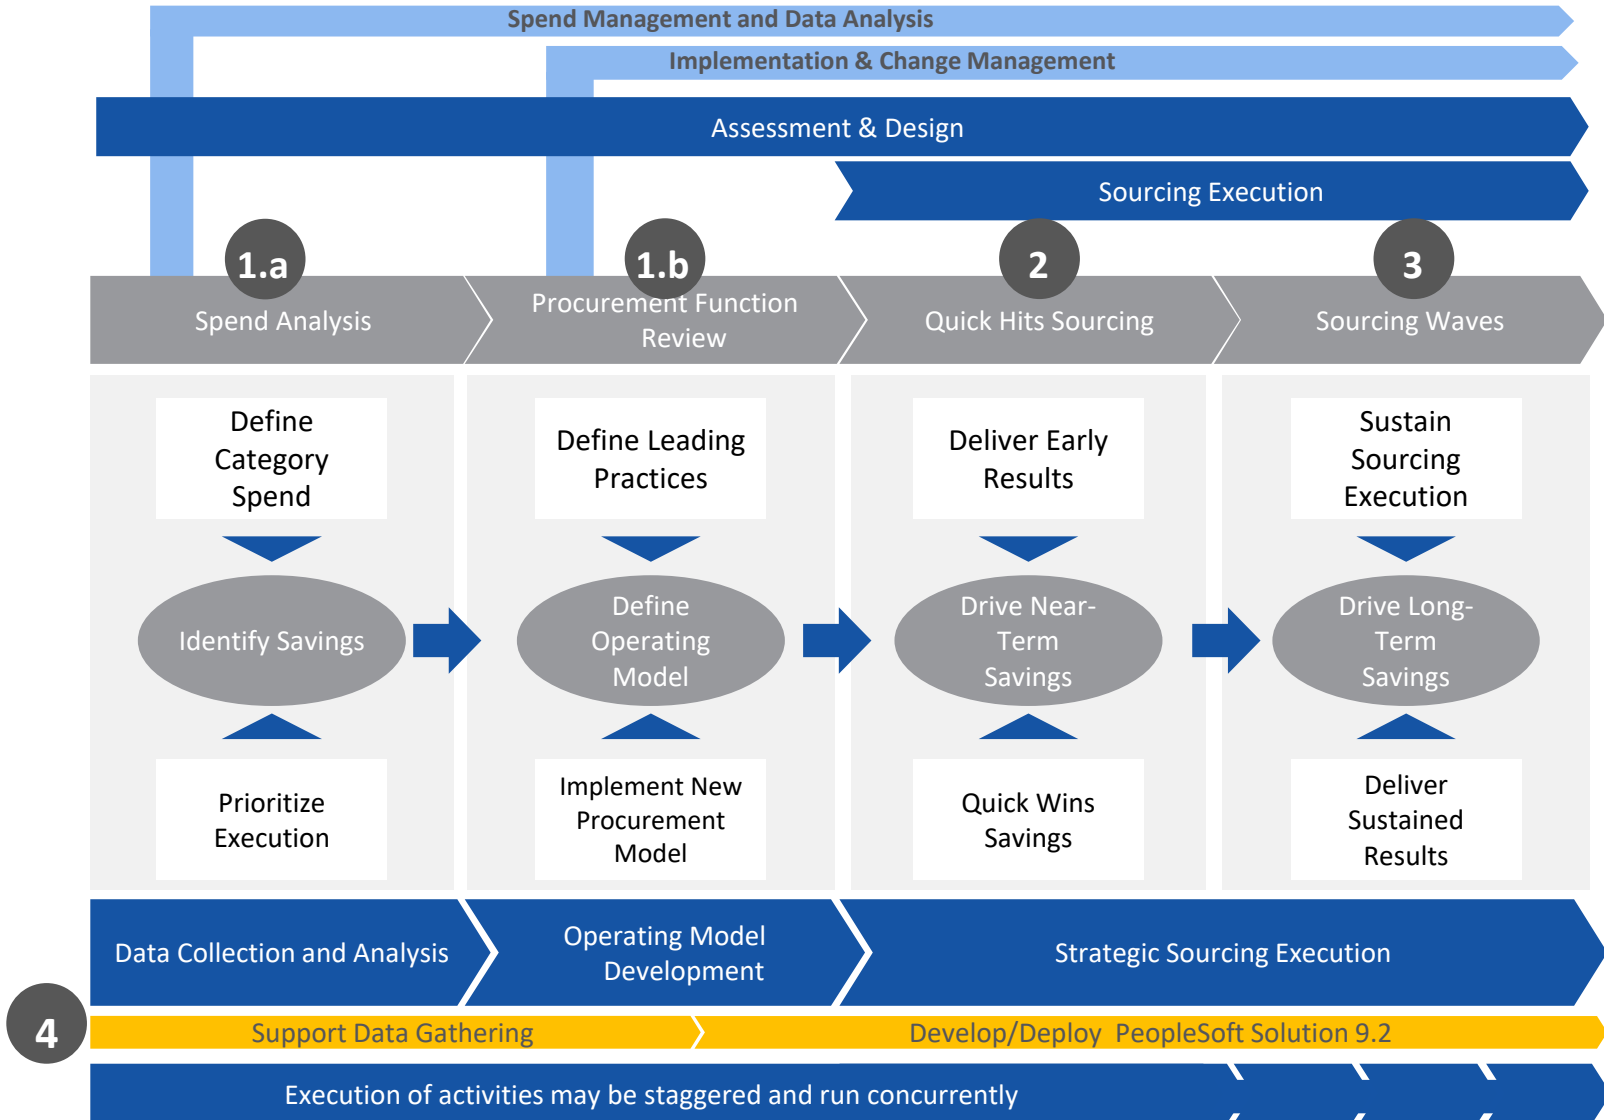 Spend Management and Data Analysis
Implementation & Change Management
Assessment & Design
Sourcing Execution
1.a
1.b
2
3
Spend Analysis
Procurement Function
Review
Quick Hits Sourcing
Sourcing Waves
Define
Category
Spend
Define Leading
Practices
Deliver Early
Results
Sustain
Sourcing
Execution
Identify Savings
Define
Operating
Model
Drive Near-
Term
Savings
Drive Long-
Term
Savings
Prioritize
Execution
Implement New
Procurement
Model
Quick Wins
Savings
Deliver
Sustained
Results
Data Collection and Analysis
Operating Model
Development
Strategic Sourcing Execution
4
Support Data Gathering
Develop/Deploy PeopleSoft Solution 9.2
Execution of activities may be staggered and run concurrently